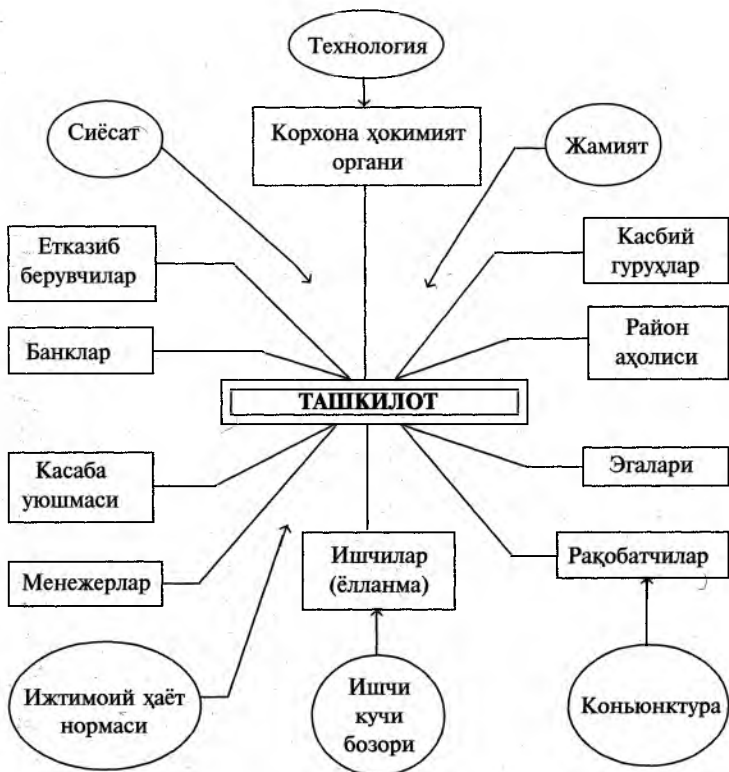 Технология
Сиёсат
Корхона ҳокимият
органи
Жамият
Етказиб
берувчилар
Касбий
гуруҳлар
Банклар
Район
аҳолиси
ТАШКИЛОТ
Касаба
уюшмаси
Эгалари
Менежерлар
Ишчилар
(ёлланма)
Рақобатчилар
Ижтимоий ҳаёт
нормаси
Ишчи
кучи
бозори
Коньюнктура